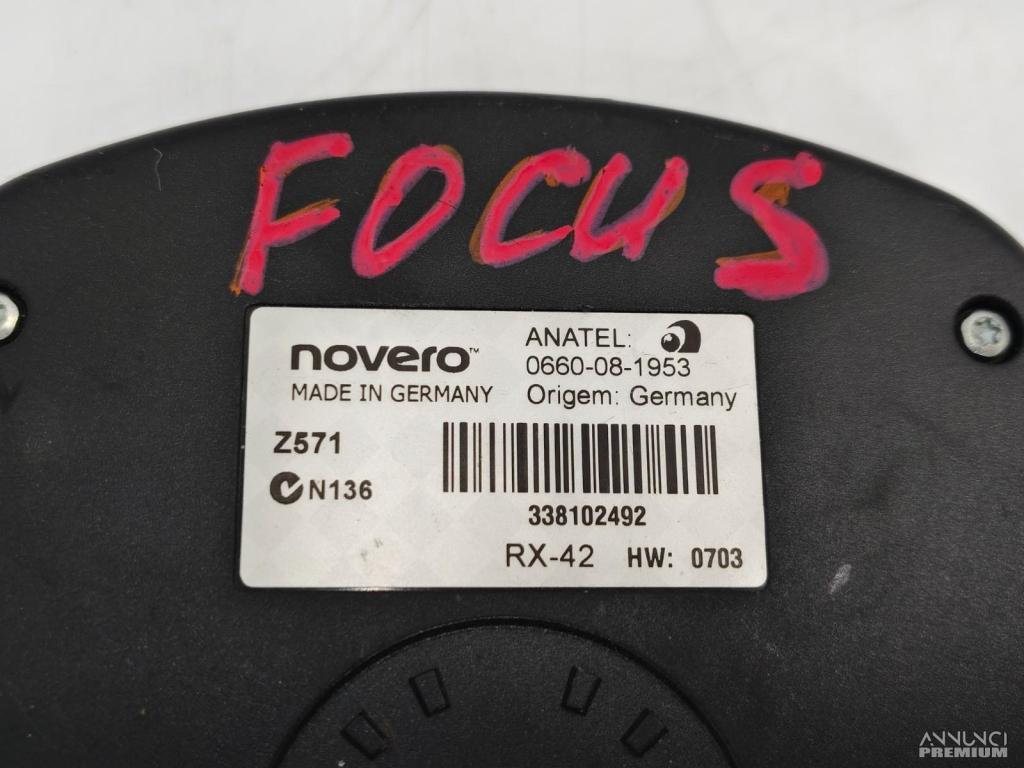 FOCUS
novero™
MADE IN GERMANY
ANATEL:
0660-08-1953
Origem: Germany
Z571
N136
338102492
RX-42 HW: 0703
ANNUNCI
PREMIUM